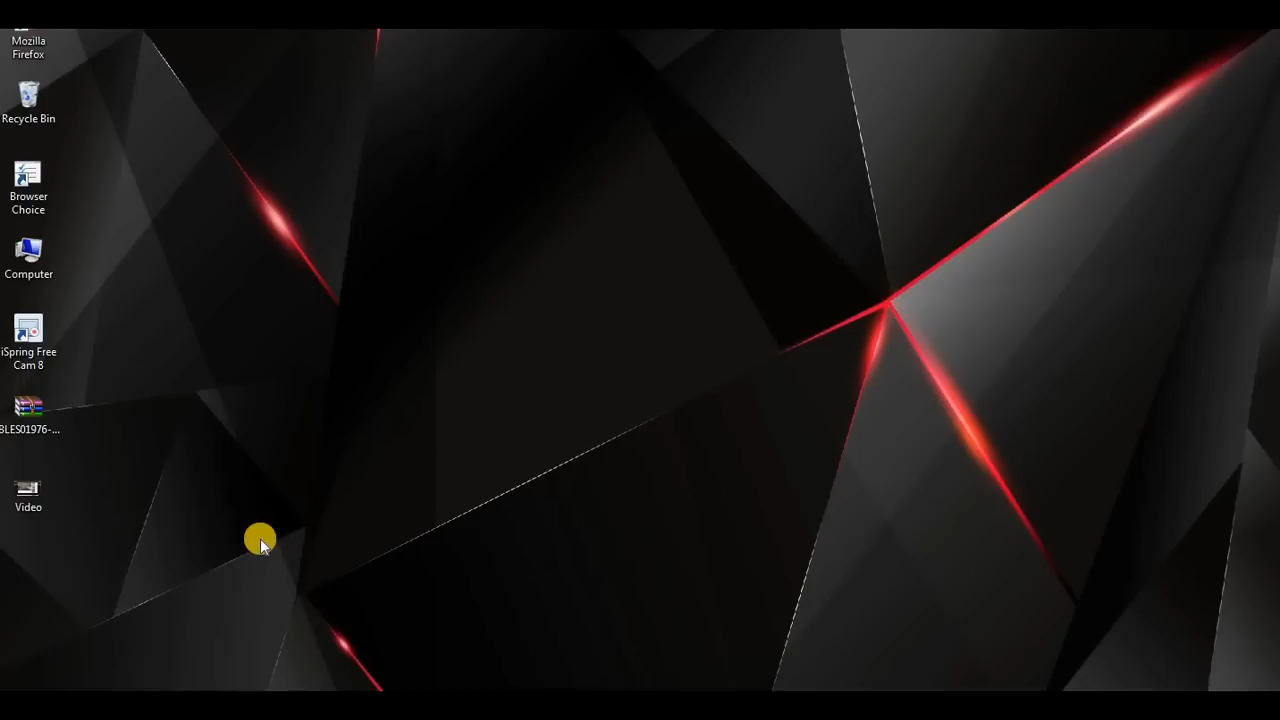 Mozilla
Firefox
Recycle Bin
Browser
Choice
Computer
iSpring Free
Cam 8
BLES01976-...
Video